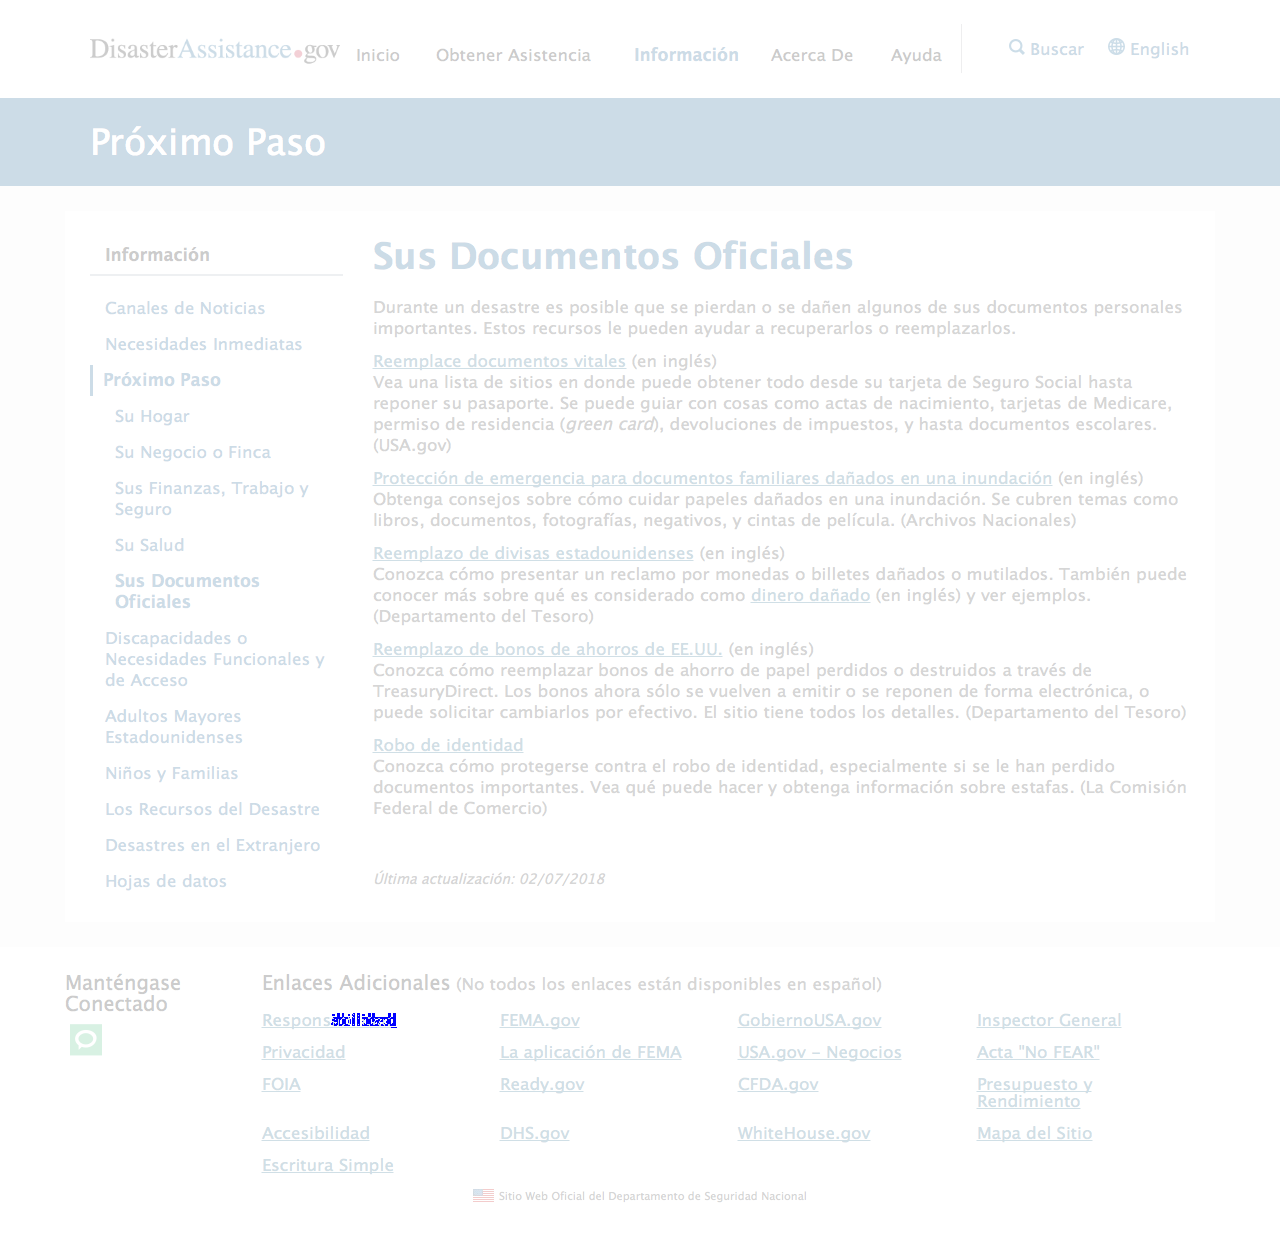 DisasterAssistance.gov
Inicio
Obtener Asistencia
Información
Acerca De
Ayuda
Buscar
English
Próximo Paso
Información
Canales de Noticias
Necesidades Inmediatas
Próximo Paso
Su Hogar
Su Negocio o Finca
Sus Finanzas, Trabajo y
Seguro
Su Salud
Sus Documentos
Oficiales
Discapacidades o
Necesidades Funcionales y
de Acceso
Adultos Mayores
Estadounidenses
Niños y Familias
Los Recursos del Desastre
Desastres en el Extranjero
Hojas de datos
Sus Documentos Oficiales
Durante un desastre es posible que se pierdan o se dañen algunos de sus documentos personales
importantes. Estos recursos le pueden ayudar a recuperarlos o reemplazarlos.
Reemplace documentos vitales (en inglés)
Vea una lista de sitios en donde puede obtener todo desde su tarjeta de Seguro Social hasta
reponer su pasaporte. Se puede guiar con cosas como actas de nacimiento, tarjetas de Medicare,
permiso de residencia (green card), devoluciones de impuestos, y hasta documentos escolares.
(USA.gov)
Protección de emergencia para documentos familiares dañados en una inundación (en inglés)
Obtenga consejos sobre cómo cuidar papeles dañados en una inundación. Se cubren temas como
libros, documentos, fotografías, negativos, y cintas de película. (Archivos Nacionales)
Reemplazo de divisas estadounidenses (en inglés)
Conozca cómo presentar un reclamo por monedas o billetes dañados o mutilados. También puede
conocer más sobre qué es considerado como dinero dañado (en inglés) y ver ejemplos.
(Departamento del Tesoro)
Reemplazo de bonos de ahorros de EE.UU. (en inglés)
Conozca cómo reemplazar bonos de ahorro de papel perdidos o destruidos a través de
TreasuryDirect. Los bonos ahora sólo se vuelven a emitir o se reponen de forma electrónica, o
puede solicitar cambiarlos por efectivo. El sitio tiene todos los detalles. (Departamento del Tesoro)
Robo de identidad
Conozca cómo protegerse contra el robo de identidad, especialmente si se le han perdido
documentos importantes. Vea qué puede hacer y obtenga información sobre estafas. (La Comisión
Federal de Comercio)
Última actualización: 02/07/2018
Manténgase
Conectado
Enlaces Adicionales (No todos los enlaces están disponibles en español)
FEMA.gov
GobiernoUSA.gov
Inspector General
Privacidad
La aplicación de FEMA
USA.gov – Negocios
Acta "No FEAR"
FOIA
Ready.gov
CFDA.gov
Presupuesto y
Rendimiento
Accesibilidad
DHS.gov
WhiteHouse.gov
Mapa del Sitio
Escritura Simple
Sitio Web Oficial del Departamento de Seguridad Nacional